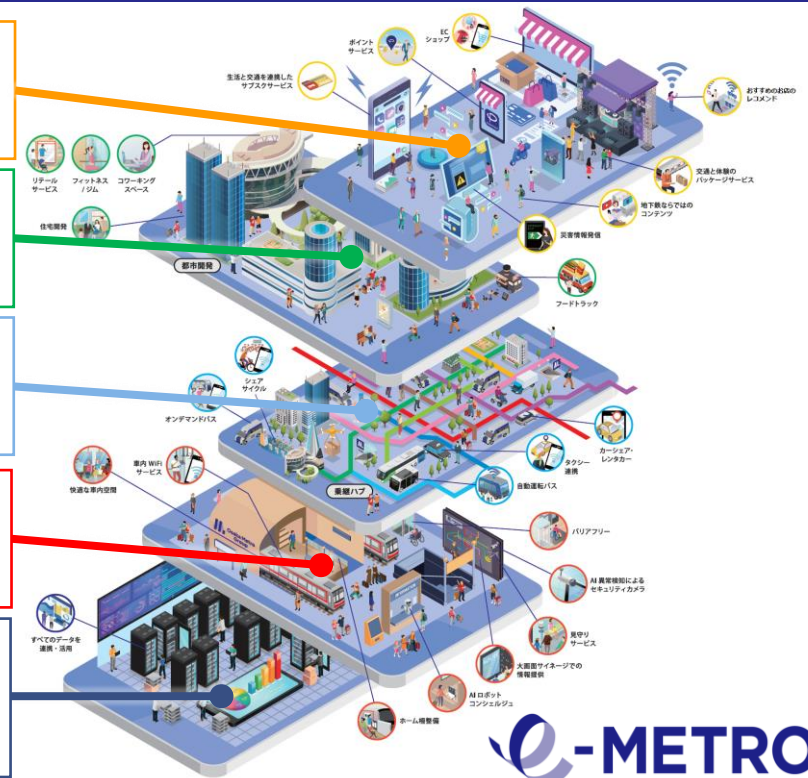 EC
ショップ
ポイント
サービス
生活と交通を連携した
サブスクサービス
おすすめのお店の
レコメンド
リテール
サービス
フィットネス
/ ジム
コワーキング
スペース
交通と体験の
パッケージサービス
地下鉄ならではの
コンテンツ
住宅開発
災害情報発信
都市開発
フードトラック
シェア
サイクル
オンデマンドバス
カーシェア・
レンタカー
タクシー
連携
車内 WiFi
サービス
快適な車内空間
乗継ハブ
自動運転バス
バリアフリー
Osaka Metro
Group
AI 異常検知による
セキュリティカメラ
すべてのデータを
連携・活用
見守り
サービス
大画面サイネージでの
情報提供
AI ロボット
コンシェルジュ
ホーム柵整備
e-METRO